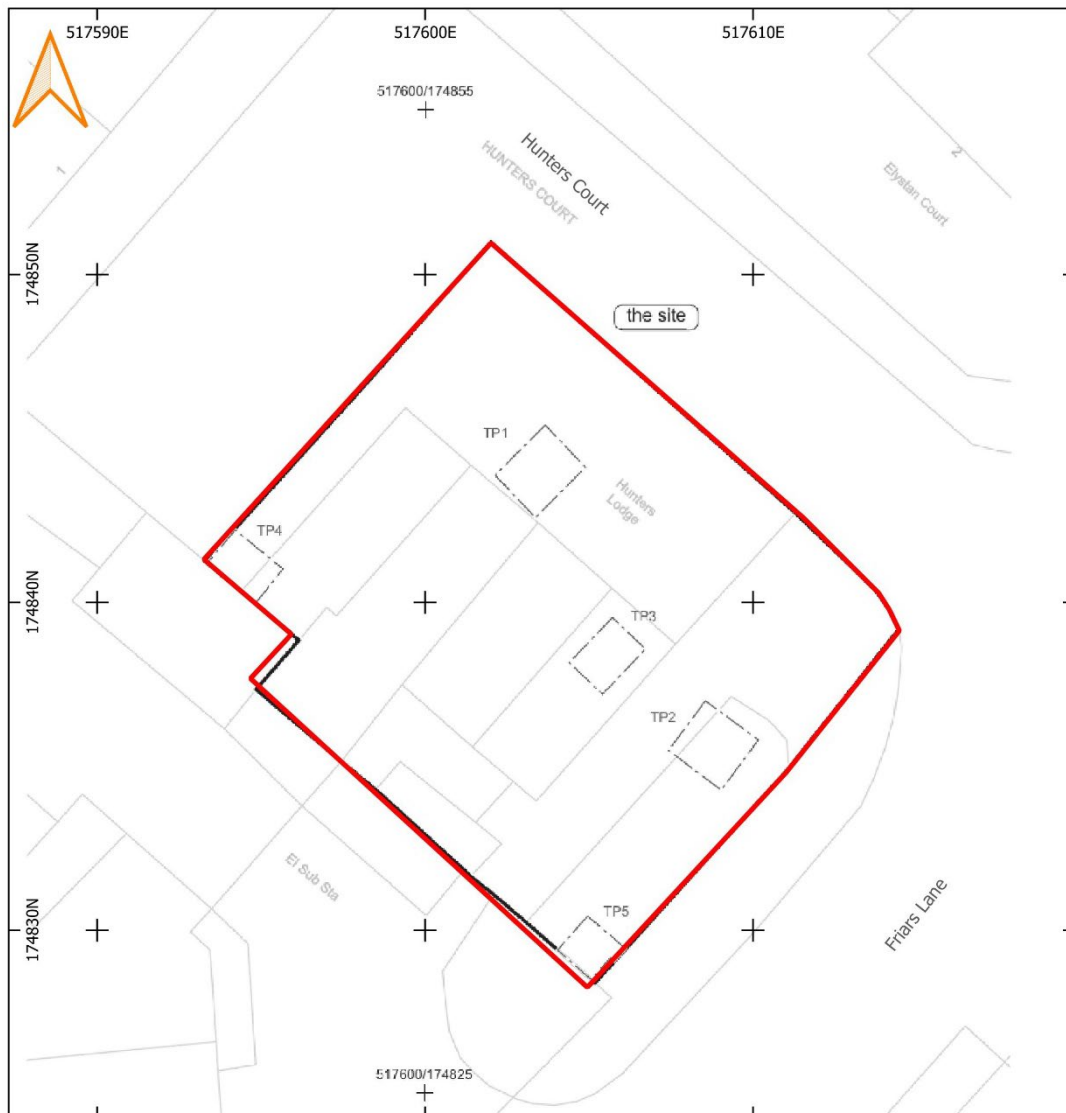 517590E
517600E
517610E
517600/174855
Hunters Court
HUNTERS COURT
1
2
Elystan Court
174850N
the site
TP1
Hunters
Lodge
TP4
174840N
TP3
TP2
El Sub Sta
TP5
174830N
Friars Lane
517600/174825